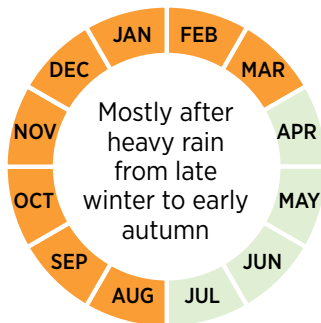 JAN
FEB
MAR
APR
MAY
JUN
JUL
AUG
SEP
OCT
NOV
DEC
Mostly after
heavy rain
from late
winter to early
autumn